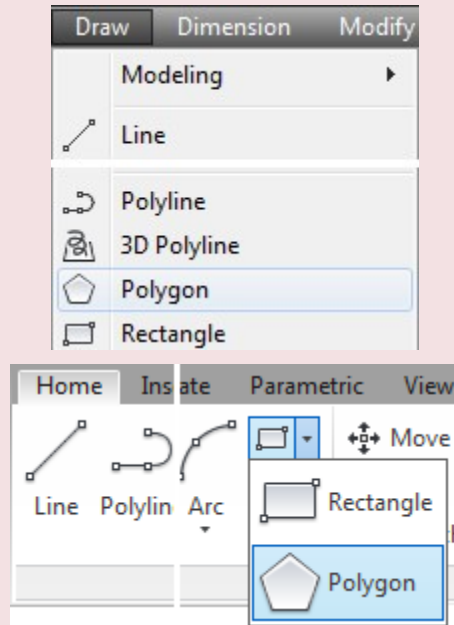 Draw Dimension Modify
Modeling
Line
Polyline
3D Polyline
Polygon
Rectangle
Home Ins ate Parametric View
Move
Rectangle
Line Polylin Arc
Polygon